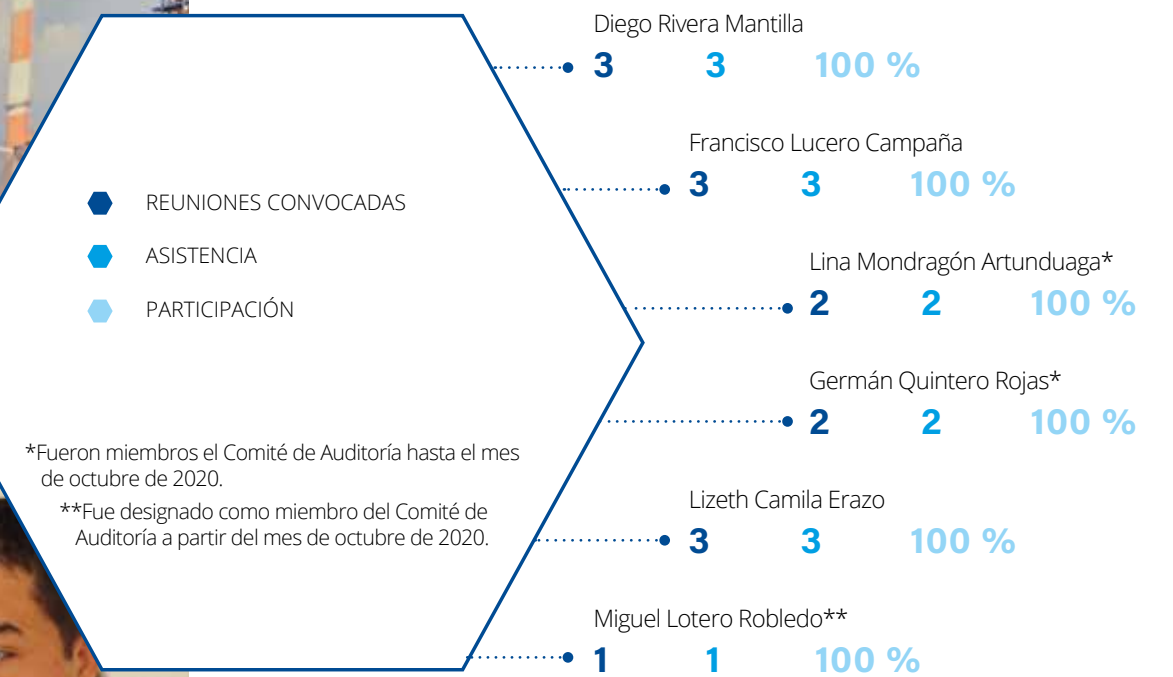 REUNIONES CONVOCADAS
ASISTENCIA
PARTICIPACIÓN
*Fueron miembros el Comité de Auditoría hasta el mes
de octubre de 2020.
**Fue designado como miembro del Comité de
Auditoría a partir del mes de octubre de 2020.
Diego Rivera Mantilla
3 3 100 %
Francisco Lucero Campaña
3 3 100 %
Lina Mondragón Artunduaga*
2 2 100 %
Germán Quintero Rojas*
2 2 100 %
Lizeth Camila Erazo
3 3 100 %
Miguel Lotero Robledo**
1 1 100 %